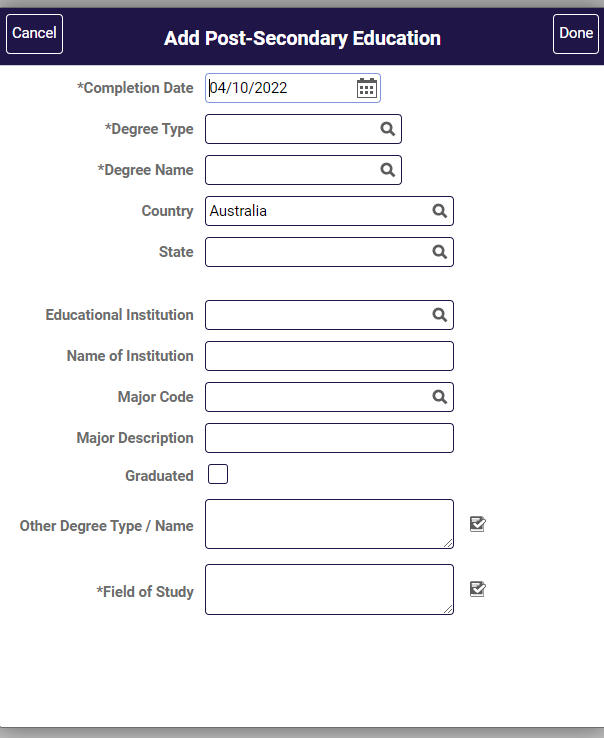 Cancel
Add Post-Secondary Education
Done
*Completion Date 04/10/2022
*Degree Type
*Degree Name
Country Australia
State
Educational Institution
Name of Institution
Major Code
Major Description
Graduated
Other Degree Type / Name
*Field of Study